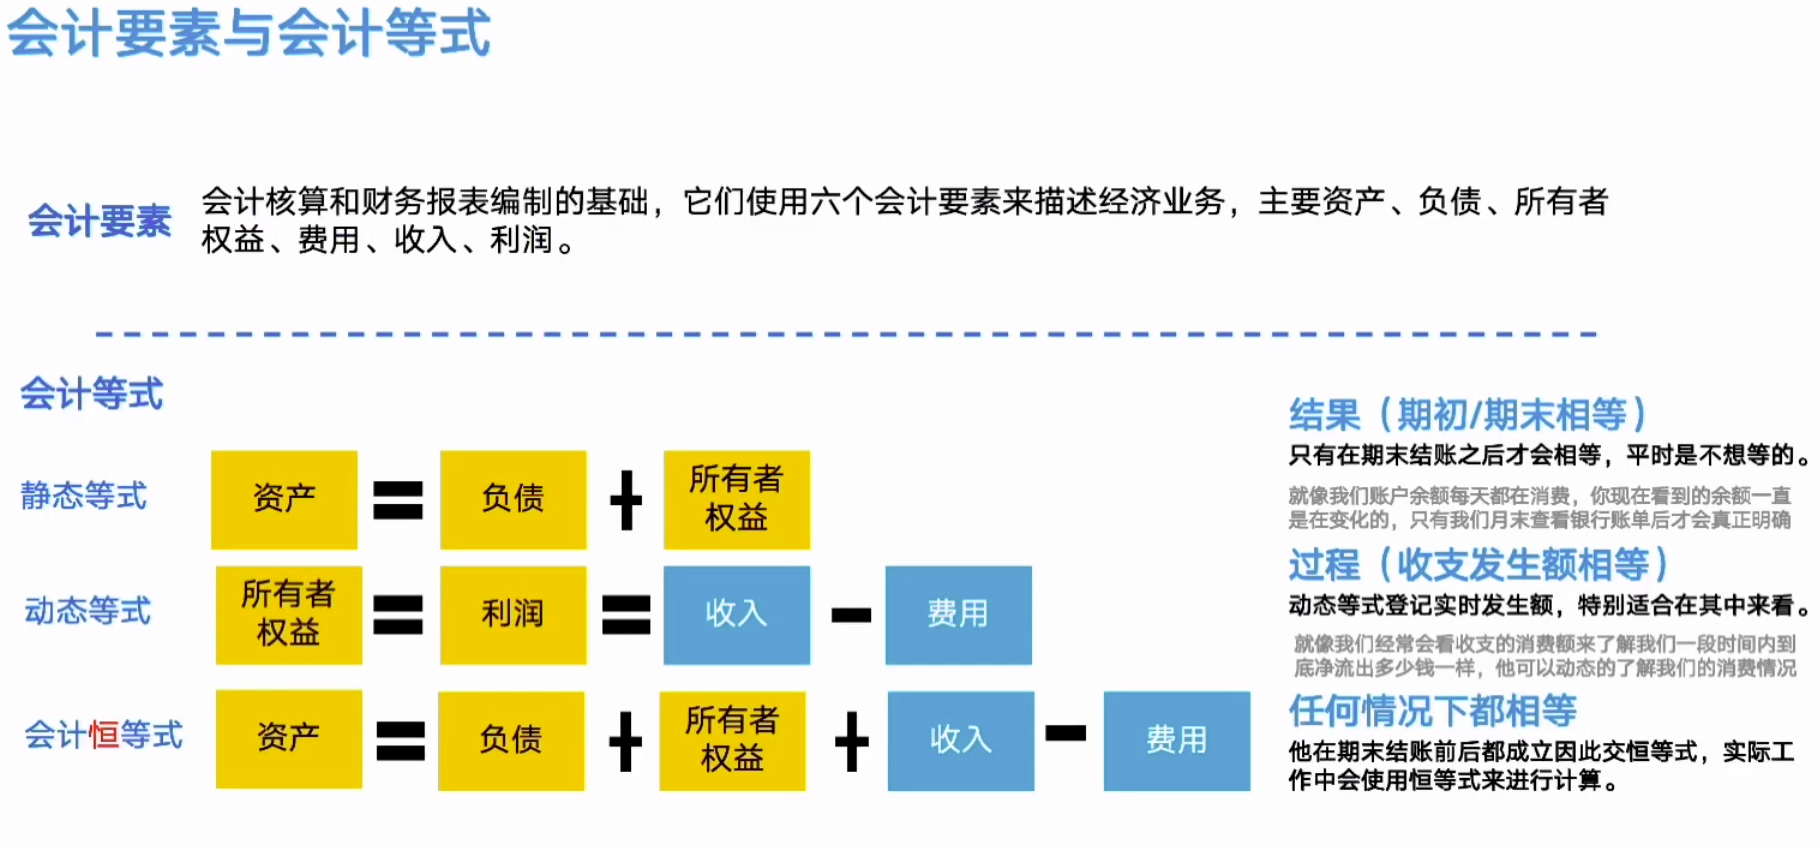 会计要素与会计等式
会计要素
会计核算和财务报表编制的基础，它们使用六个会计要素来描述经济业务，主要资产、负债、所有者
权益、费用、收入、利润。
会计等式
静态等式
资产
=
负债
+
所有者
权益
结果（期初/期末相等）
只有在期末结账之后才会相等，平时是不想等的。
就像我们账户余额每天都在消费，你现在看到的余额一直
是在变化的，只有我们月末查看银行账单后才会真正明确
动态等式
所有者
权益
=
利润
=
收入
-
费用
过程（收支发生额相等）
动态等式登记实时发生额，特别适合在其中来看。
就像我们经常会看收支的消费额来了解我们一段时间内到
底净流出多少钱一样，他可以动态的了解我们的消费情况
会计恒等式
资产
=
负债
+
所有者
权益
+
收入
-
费用
任何情况下都相等
他在期末结账前后都成立因此交恒等式，实际工
作中会使用恒等式来进行计算。